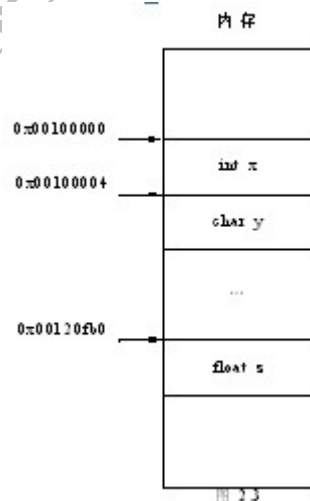 内存
0x00100000
int x
0x00100004
char y
...
0x00120fb0
float s
图 2.3